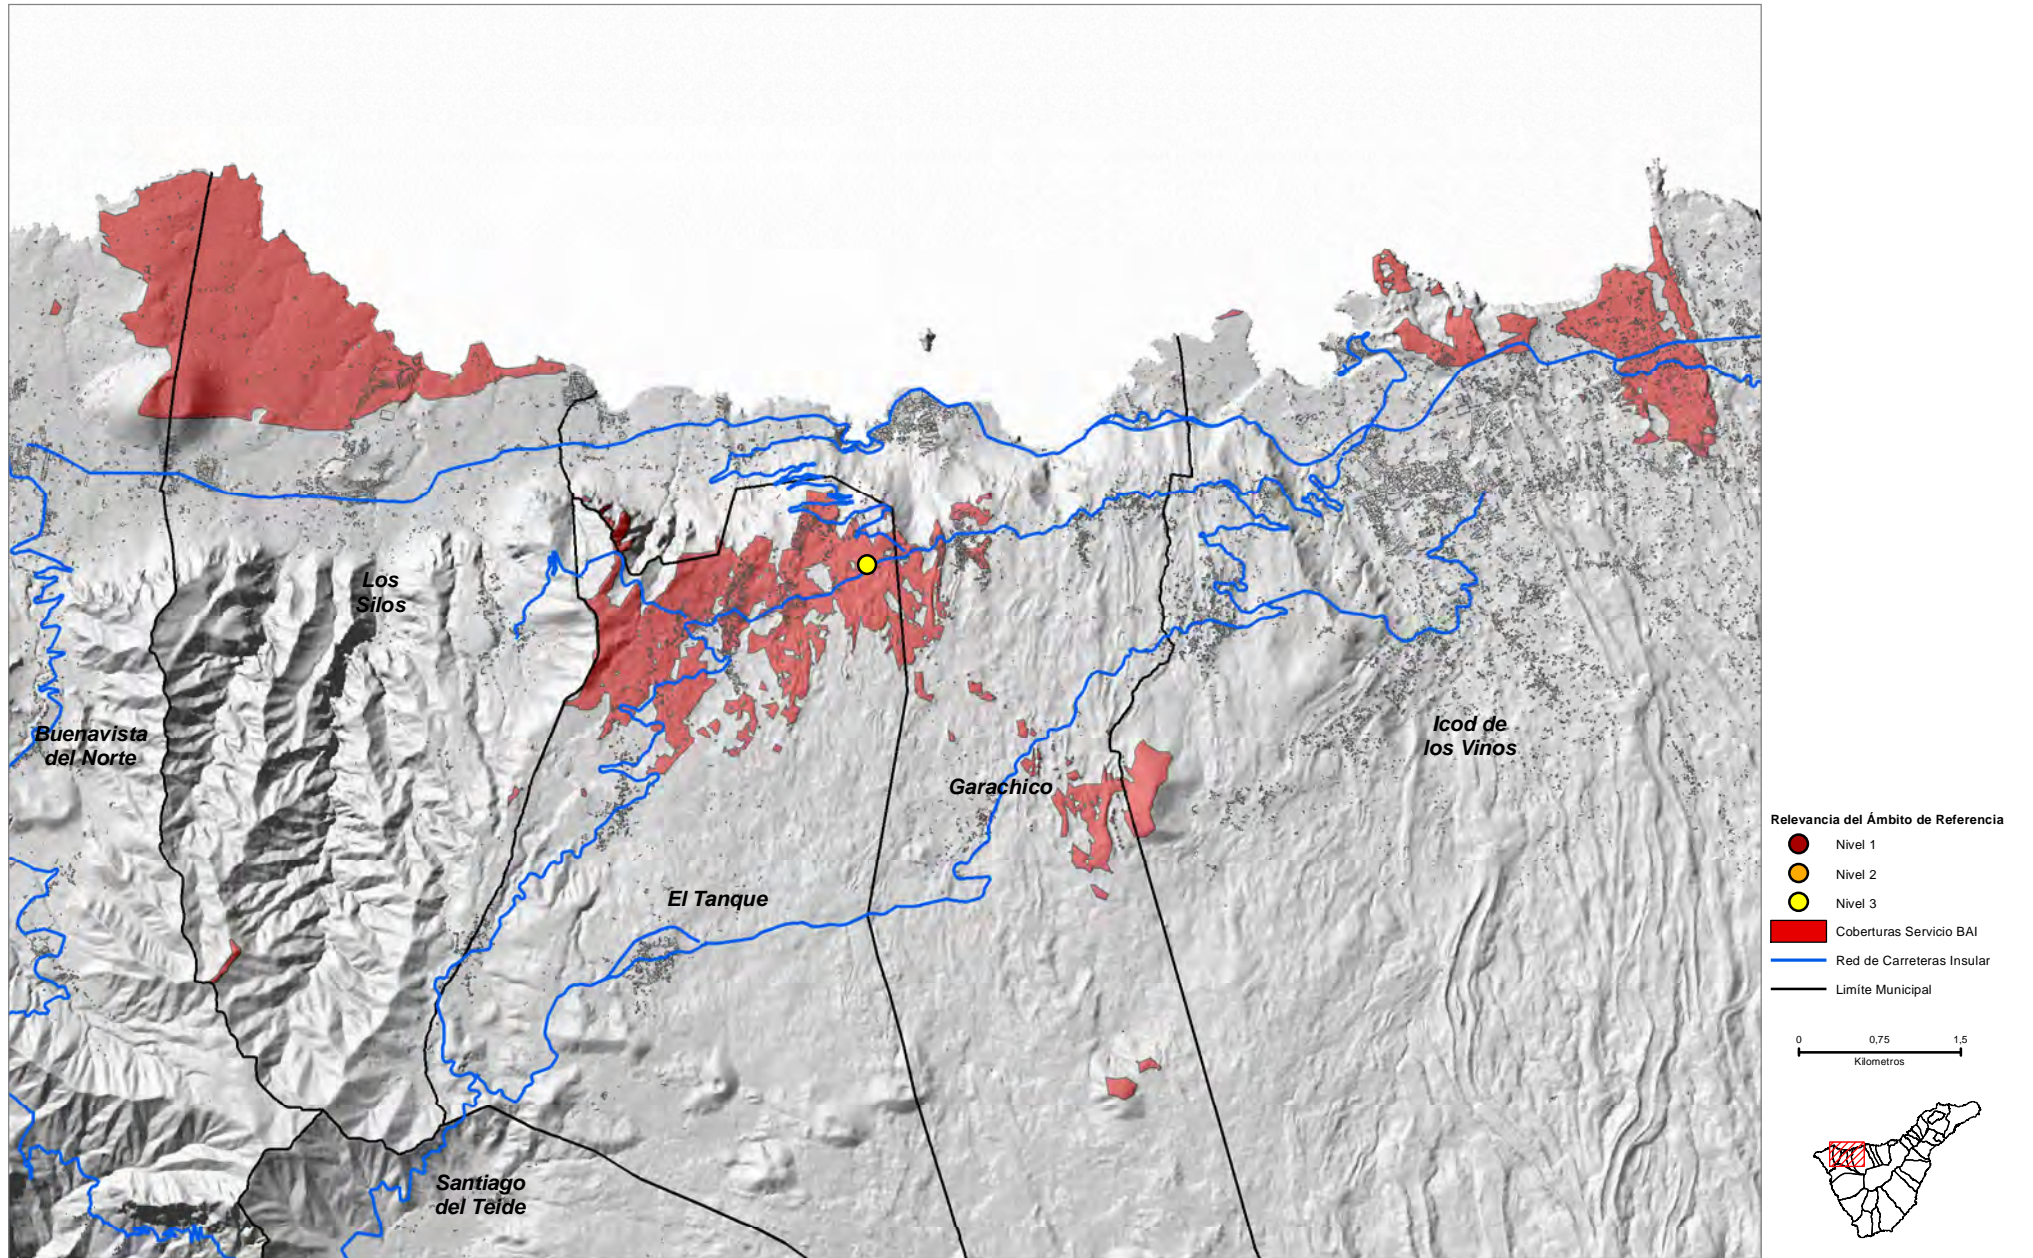 Los
Silos
Buenavista
del Norte
Icod de
los Vinos
Garachico
El Tanque
Santiago
del Teide
Relevancia del Ámbito de Referencia
Nivel 1
Nivel 2
Nivel 3
Coberturas Servicio BAI
Red de Carreteras Insular
Limíte Municipal
0 0,75 1,5
Kilometros